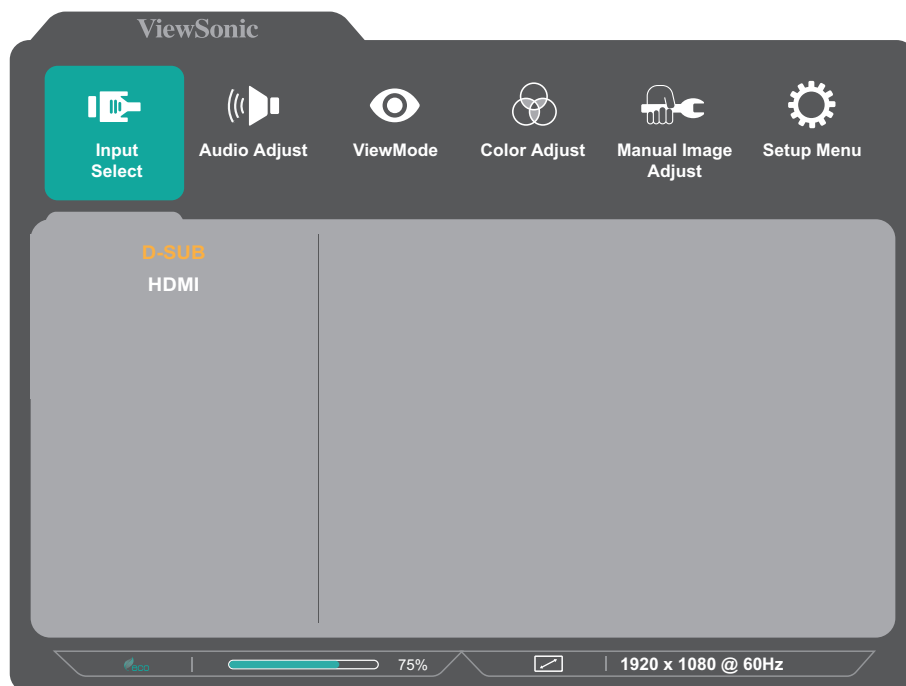 ViewSonic
Input
Select
Audio Adjust
ViewMode
Color Adjust
Manual Image
Adjust
Setup Menu
D-SUB
HDMI
eco
75%
1920 x 1080 @ 60Hz